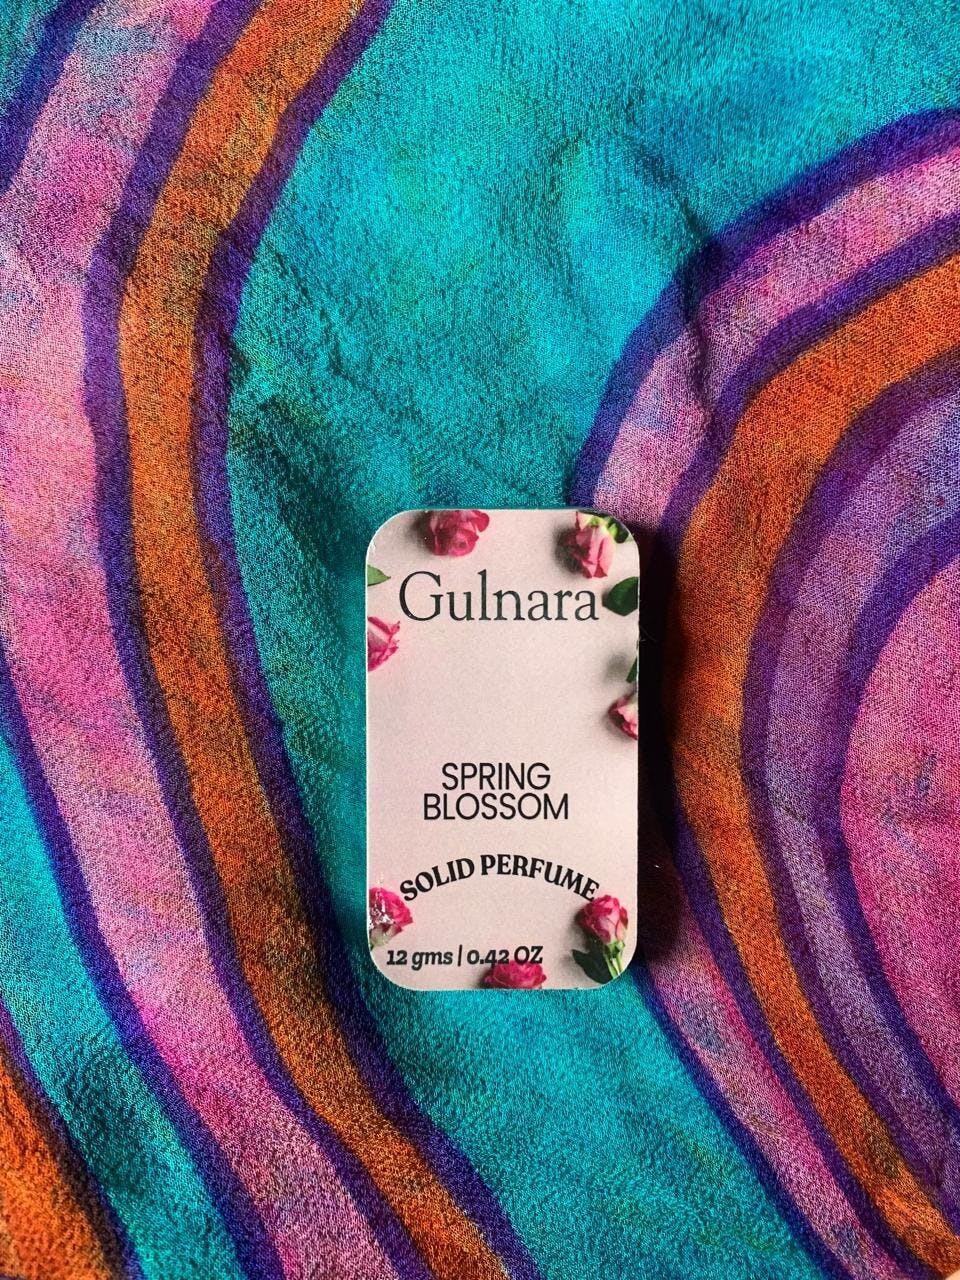 Gulnara
SPRING
BLOSSOM
SOLID PERFUME
12 gms | 0.42 OZ